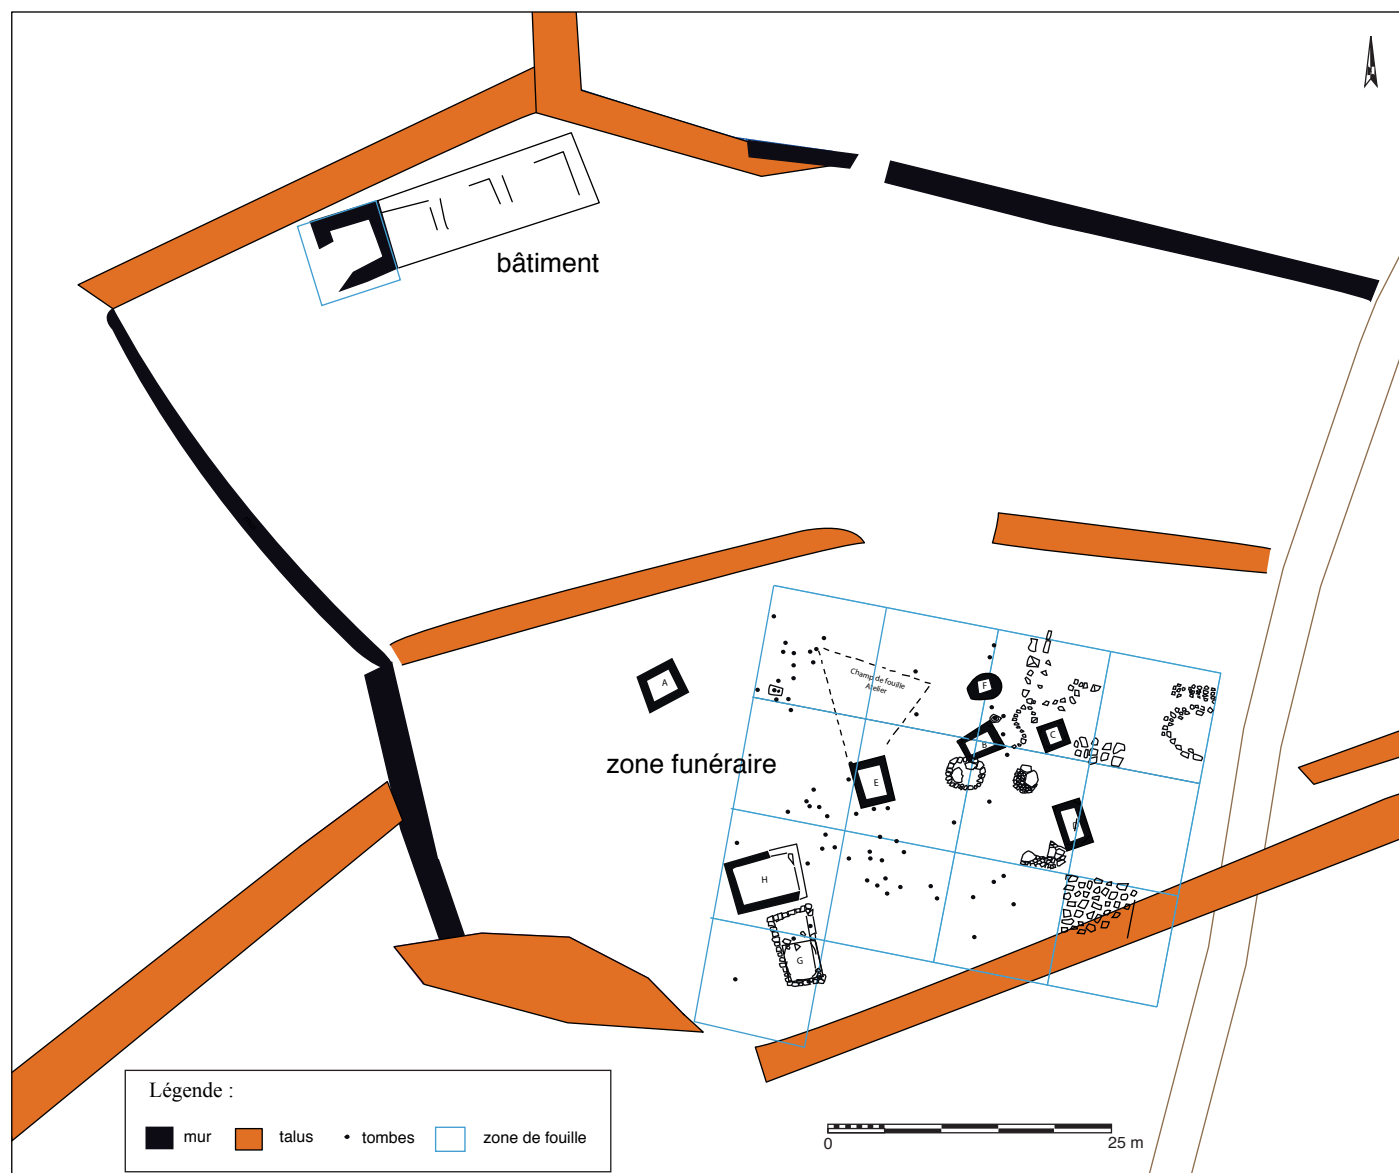 bâtiment
zone funéraire
Champ de fouille
Atelier
A
F
B
C
E
D
H
G
Légende :
mur
talus
tombes
zone de fouille
0
25 m